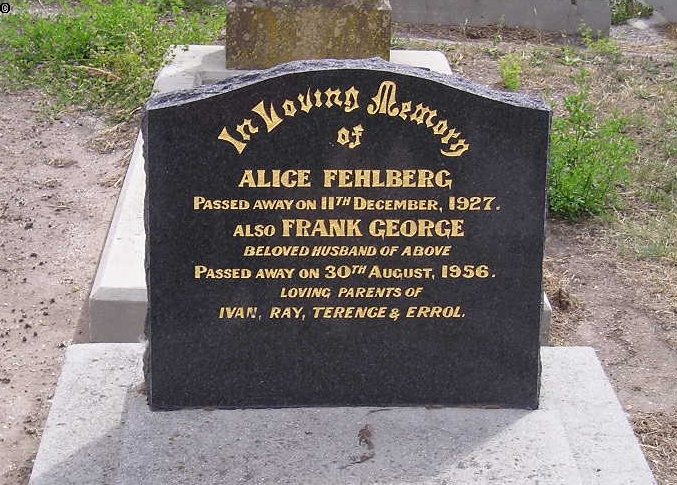 In Loving Memory
of
ALICE FEHLBERG
PASSED AWAY ON 11TH DECEMBER, 1927.
ALSO FRANK GEORGE
BELOVED HUSBAND OF ABOVE
PASSED AWAY ON 30TH AUGUST, 1956.
LOVING PARENTS OF
IVAN, RAY, TERENCE & ERROL.